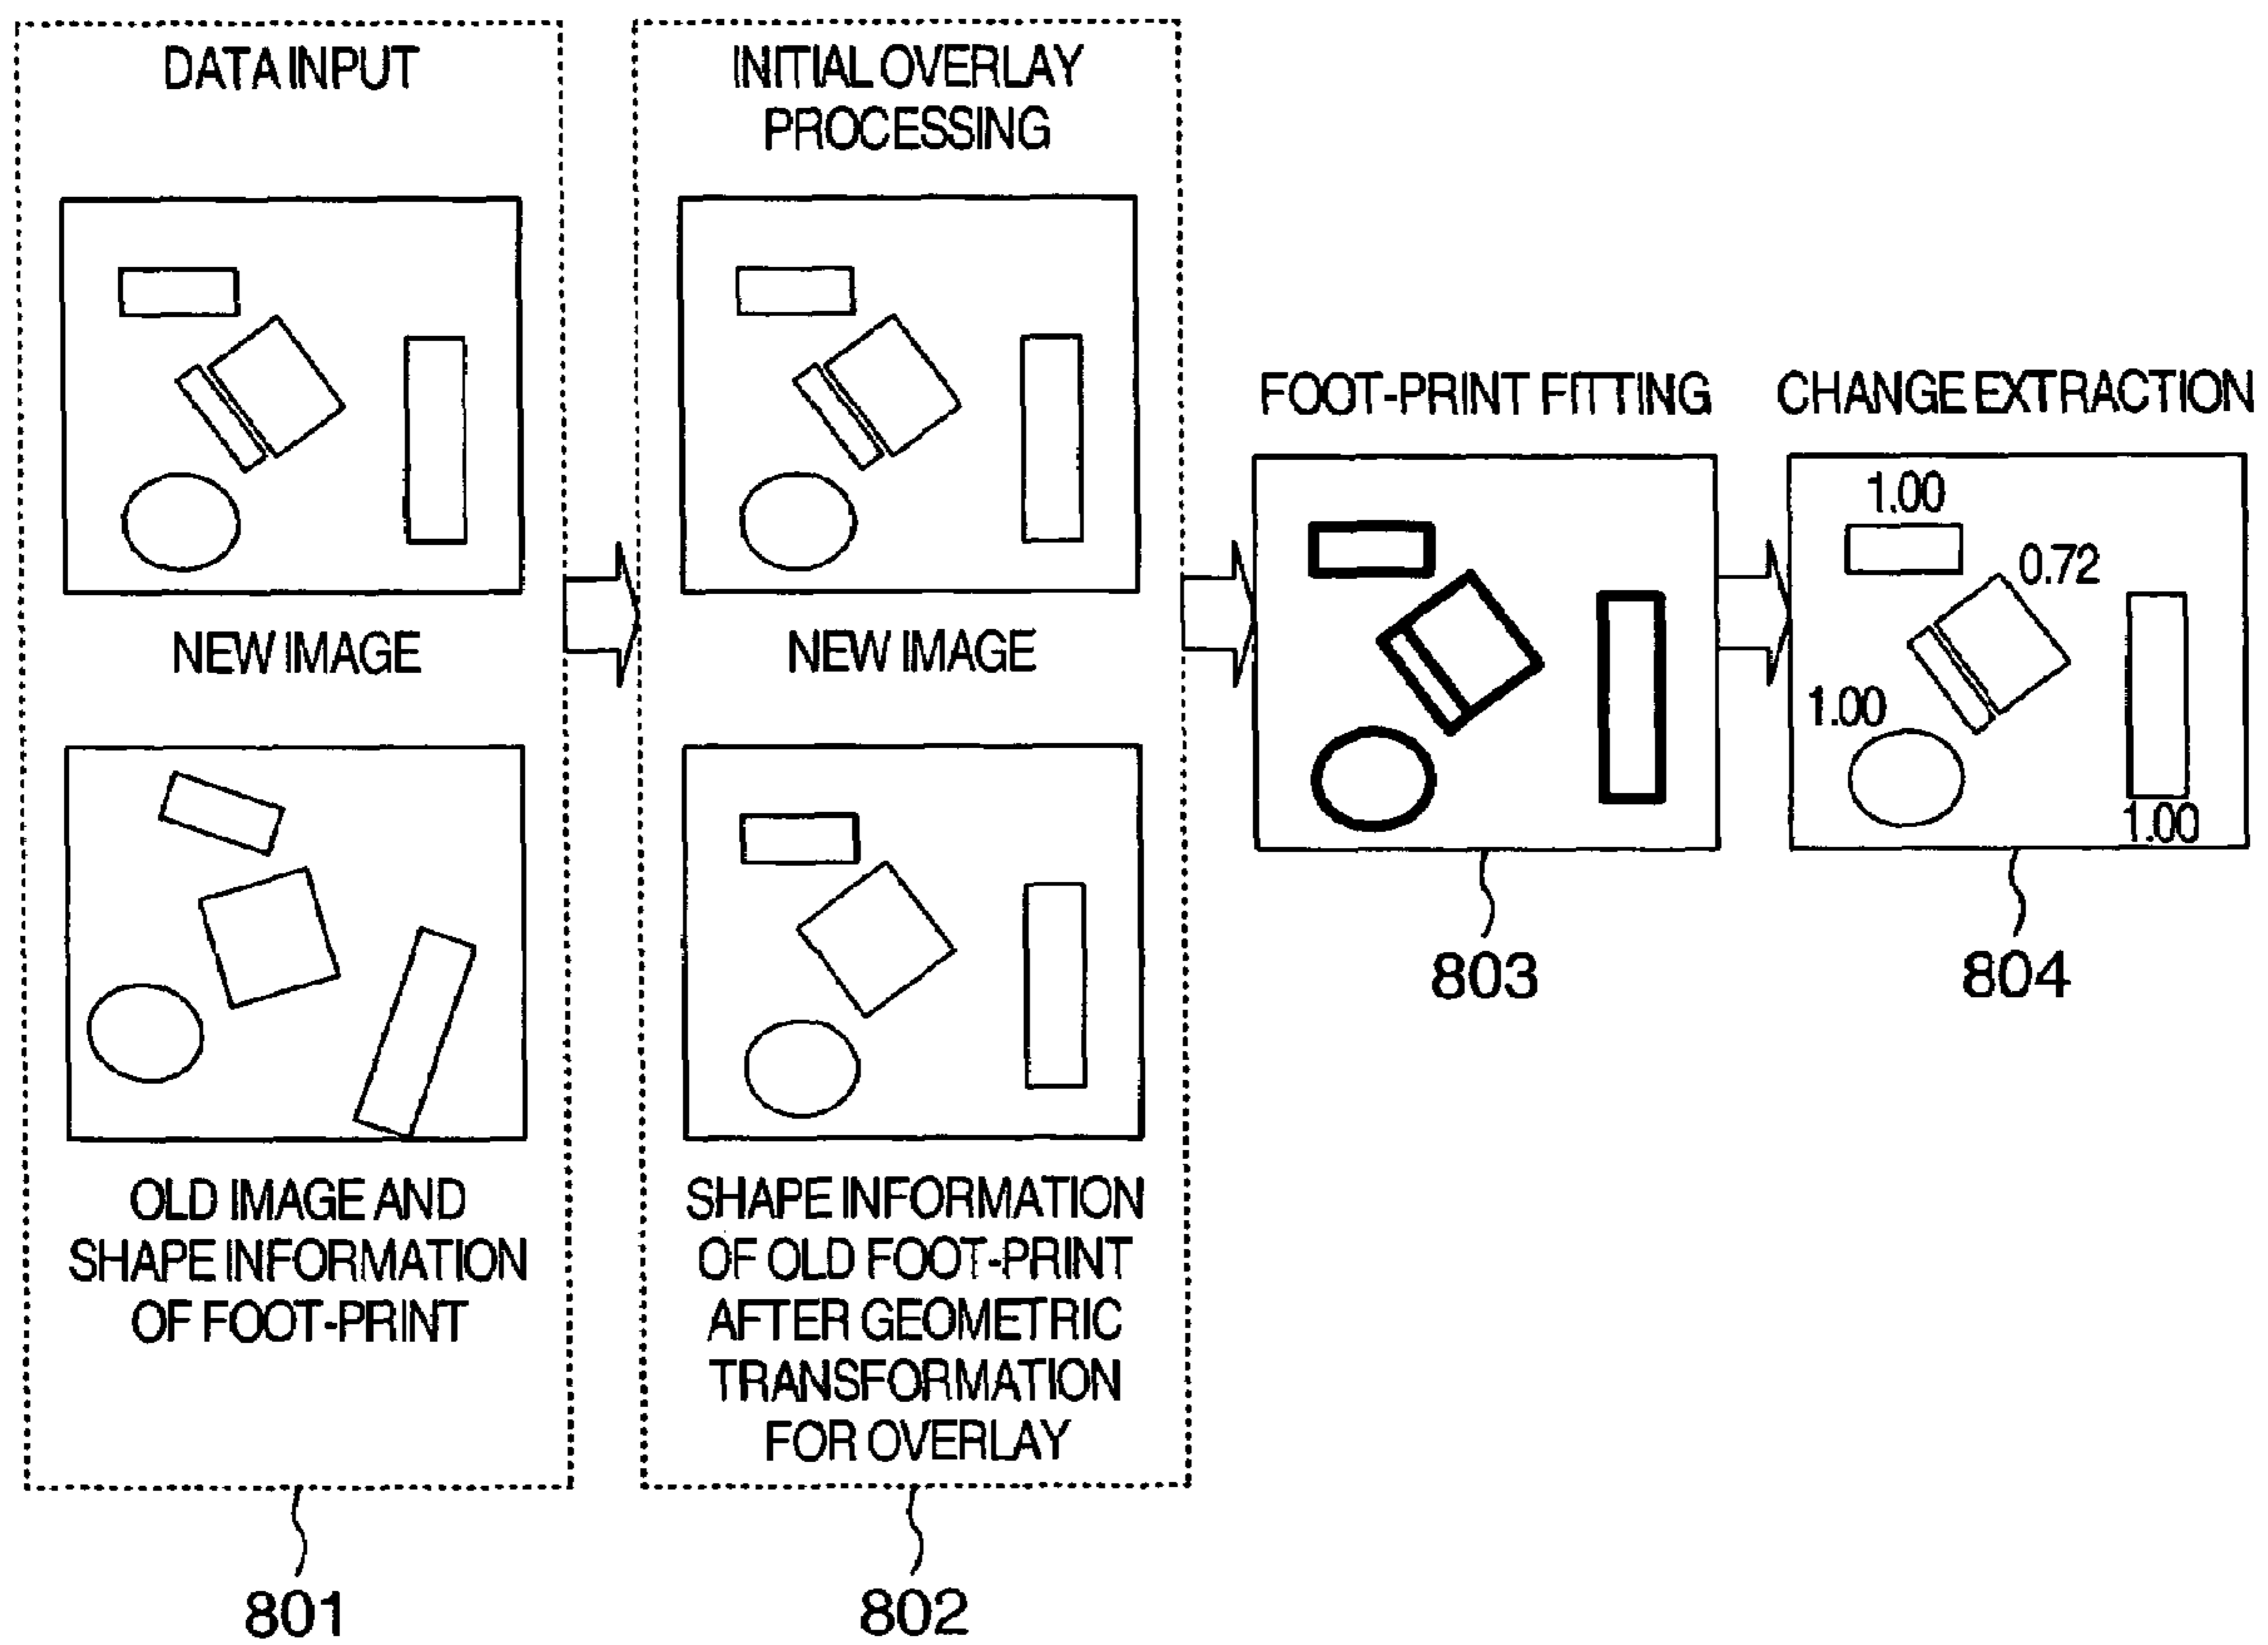 DATA INPUT
NEW IMAGE
OLD IMAGE AND
SHAPE INFORMATION
OF FOOT-PRINT
801
INITIAL OVERLAY
PROCESSING
NEW IMAGE
SHAPE INFORMATION
OF OLD FOOT-PRINT
AFTER GEOMETRIC
TRANSFORMATION
FOR OVERLAY
802
FOOT-PRINT FITTING
803
CHANGE EXTRACTION
1.00
0.72
1.00
1.00
804